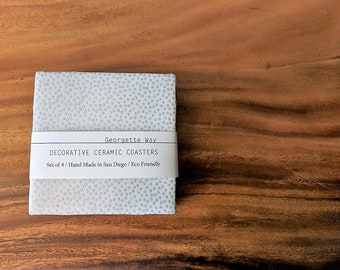 Georgette Way
DECORATIVE CERAMIC COASTERS
Set of 4 / Hand Made in San Diego / Eco Friendly